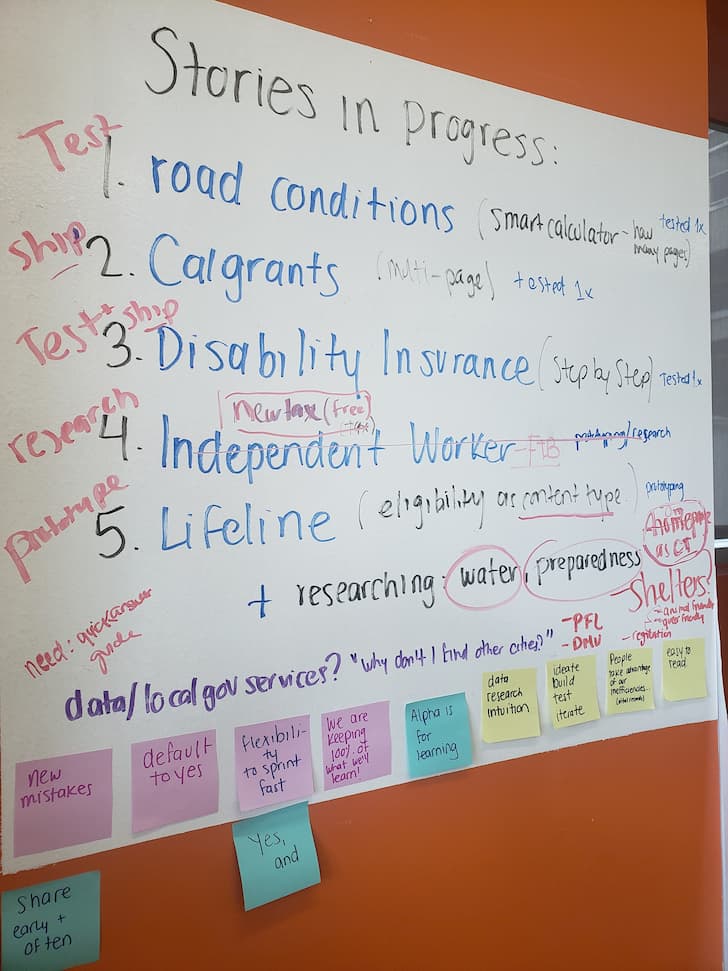 Stories in progress:
Test
1. road conditions (smart calculator - how many pages?) tested 1x
ship
2. Calgrants (multi-page) tested 1x
Test + ship
3. Disability Insurance (Step by Step) Tested 1x
research
new tax (free)
4. Independent Worker - FTB prototyping/research
prototype
5. Lifeline (eligibility as content type) prototyping
+ researching: water, preparedness
homepage as CT
- Shelters?
- animal friendly
friendly
need: quick answer
guide
- PFL
- DMV
- registration
data/local gov services? "Why don't I find other cities?"
new
mistakes
default
to yes
flexibili-
ty
to sprint
fast
We are
keeping
100% of
what we'll
learn!
Alpha is
for
learning
data
research
intuition
ideate
build
test
iterate
People
take advantage
of our
inefficiencies...
easy to
read
Yes,
and
Share
early +
often